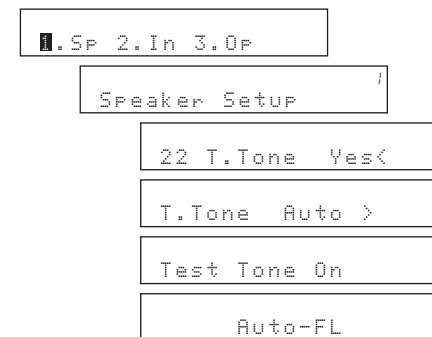 1.Sp 2.In 3.Op
1
Speaker Setup
22 T.Tone Yes<
T.Tone Auto >
Test Tone On
Auto-FL